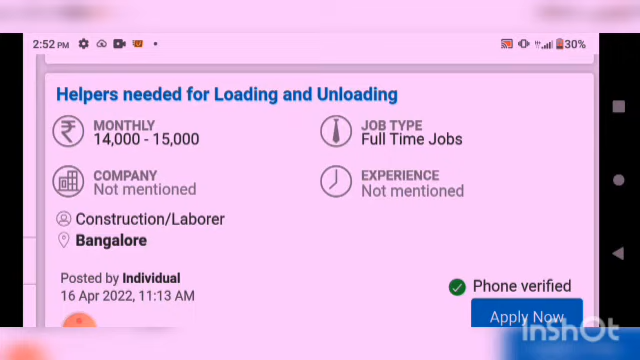 2:52 PM
30%
Helpers needed for Loading and Unloading
MONTHLY
14,000 - 15,000
JOB TYPE
Full Time Jobs
COMPANY
Not mentioned
EXPERIENCE
Not mentioned
Construction/Laborer
Bangalore
Posted by Individual
16 Apr 2022, 11:13 AM
Phone verified
Apply Now
InShOt